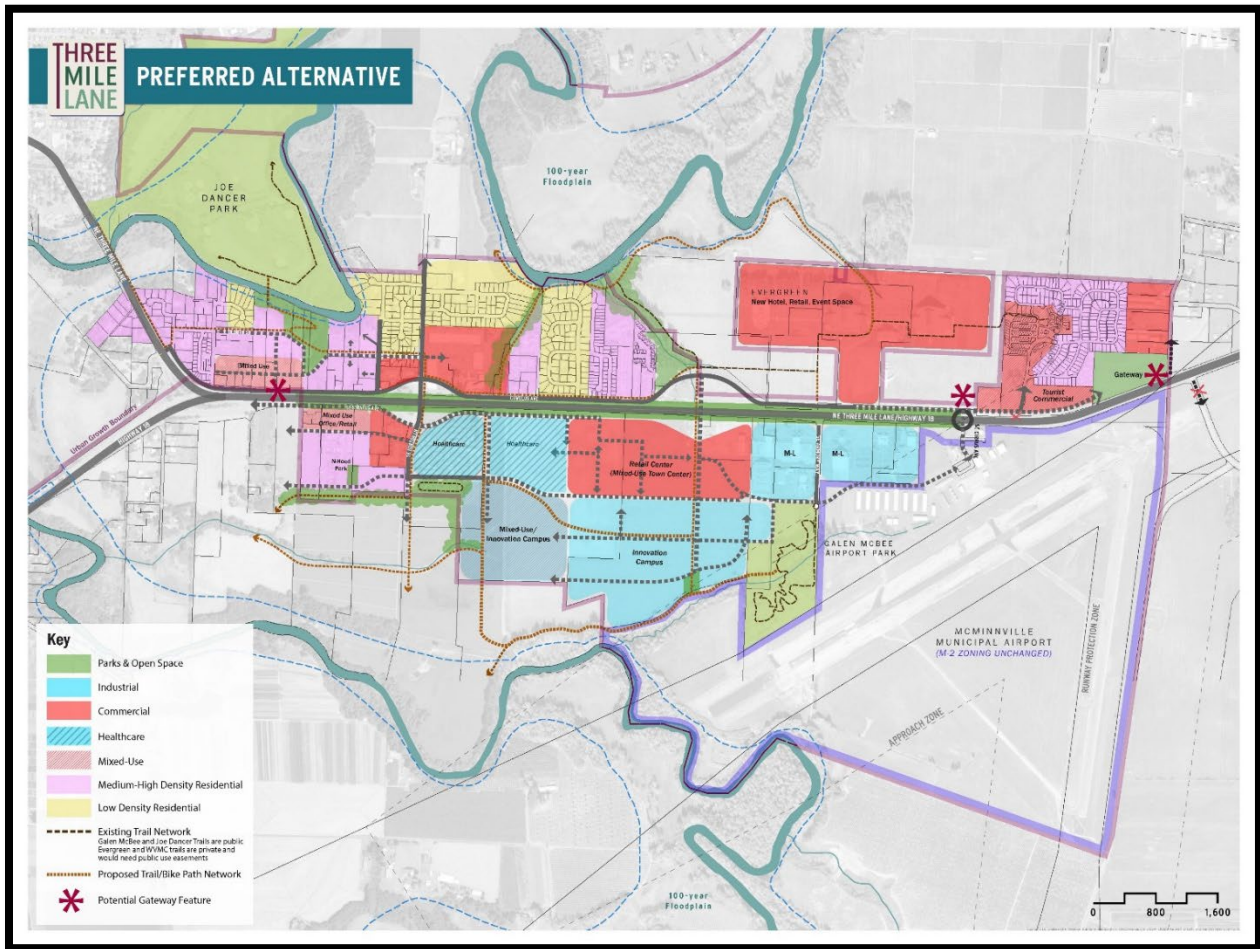 THREE
MILE
LANE
PREFERRED ALTERNATIVE
JOE
DANCER
PARK
100-year
Floodplain
NE THREE MILE LANE
EVERGREEN
New Hotel, Retail, Event Space
Mixed Use
Gateway
Tourist
Commercial
Urban Growth Boundary
HIGHWAY 18
NE THREE MILE LANE/HIGHWAY 18
Mixed Use
Office/Retail
Healthcare
Healthcare
Retail Center
(Mixed-Use Town Center)
M-L
M-L
Park
Mixed-Use/
Innovation Campus
Innovation
Campus
GALEN MCBEE
AIRPORT PARK
MCMINNVILLE
MUNICIPAL AIRPORT
(M-2 ZONING UNCHANGED)
RUNWAY PROTECTION ZONE
APPROACH ZONE
Key
Parks & Open Space
Industrial
Commercial
Healthcare
Mixed-Use
Medium-High Density Residential
Low Density Residential
Existing Trail Network
Galen McBee and Joe Dancer Trails are public
Evergreen and WVMC trails are private and
would need public use easements
Proposed Trail/Bike Path Network
Potential Gateway Feature
100-year
Floodplain
0 800 1,600